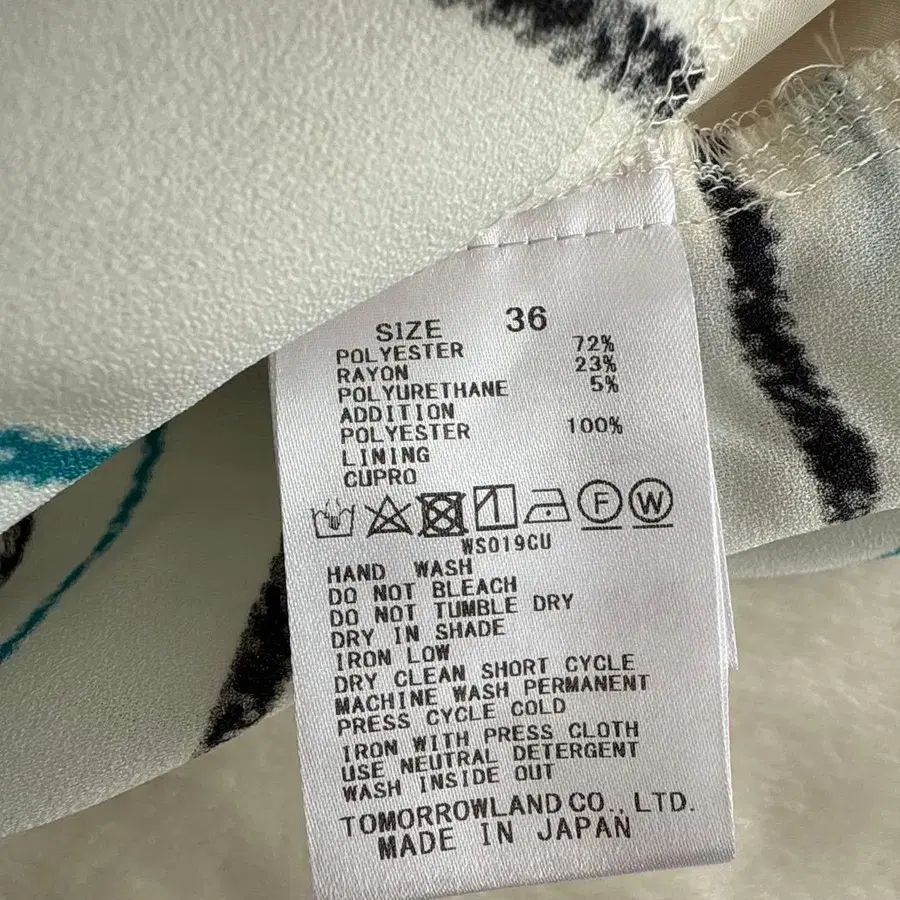 SIZE 36
POLYESTER 72%
RAYON 23%
POLYURETHANE 5%
ADDITION
POLYESTER 100%
LINING
CUPRO
F W
WS019CU
HAND WASH
DO NOT BLEACH
DO NOT TUMBLE DRY
DRY IN SHADE
IRON LOW
DRY CLEAN SHORT CYCLE
MACHINE WASH PERMANENT
PRESS CYCLE COLD
IRON WITH PRESS CLOTH
USE NEUTRAL DETERGENT
WASH INSIDE OUT
TOMORROWLAND CO., LTD.
MADE IN JAPAN